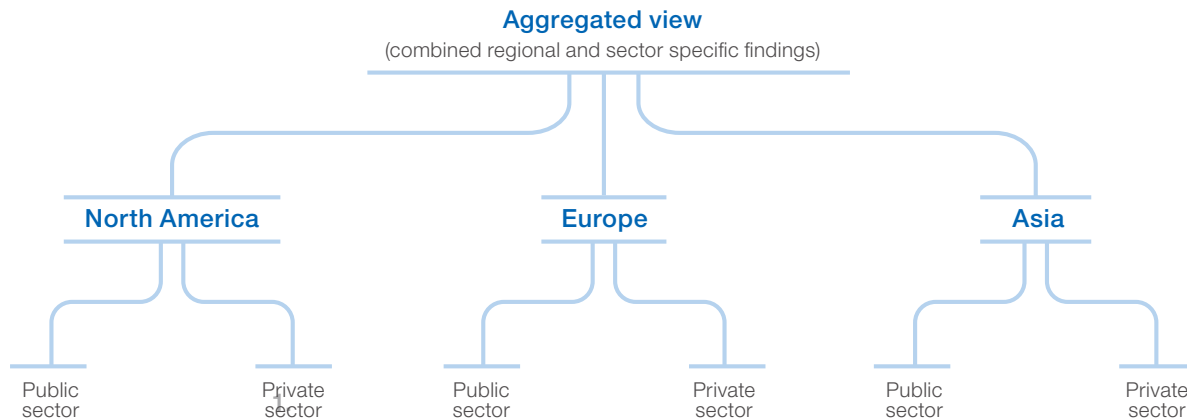 Aggregated view
(combined regional and sector specific findings)
North America
Europe
Asia
Public
sector
Private
sector
1
Public
sector
Private
sector
Public
sector
Private
sector